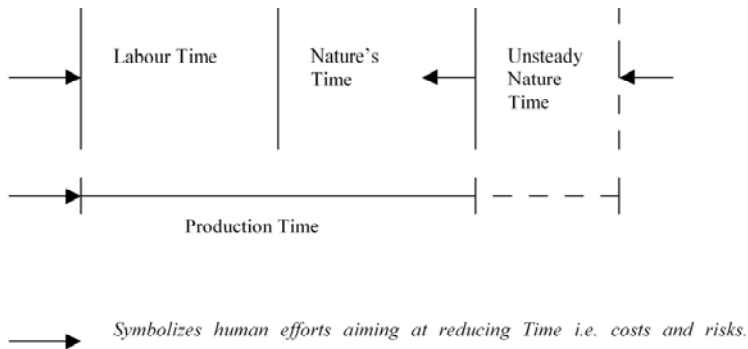 Labour Time
Nature's
Time
Unsteady
Nature
Time
Production Time
Symbolizes human efforts aiming at reducing Time i.e. costs and risks.